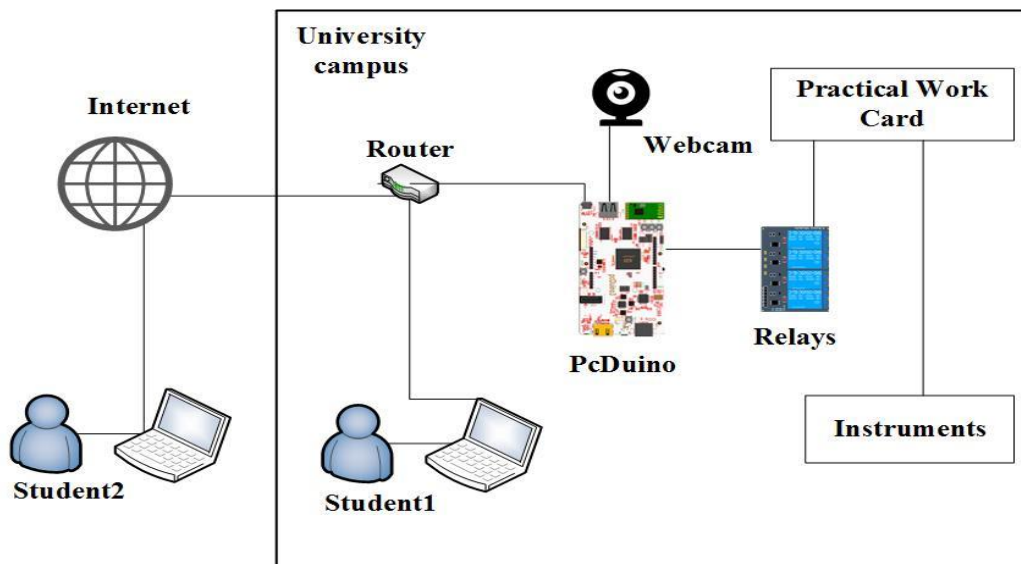 University
campus
Internet
Router
Webcam
Practical Work
Card
PcDuino
Relays
Instruments
Student2
Student1